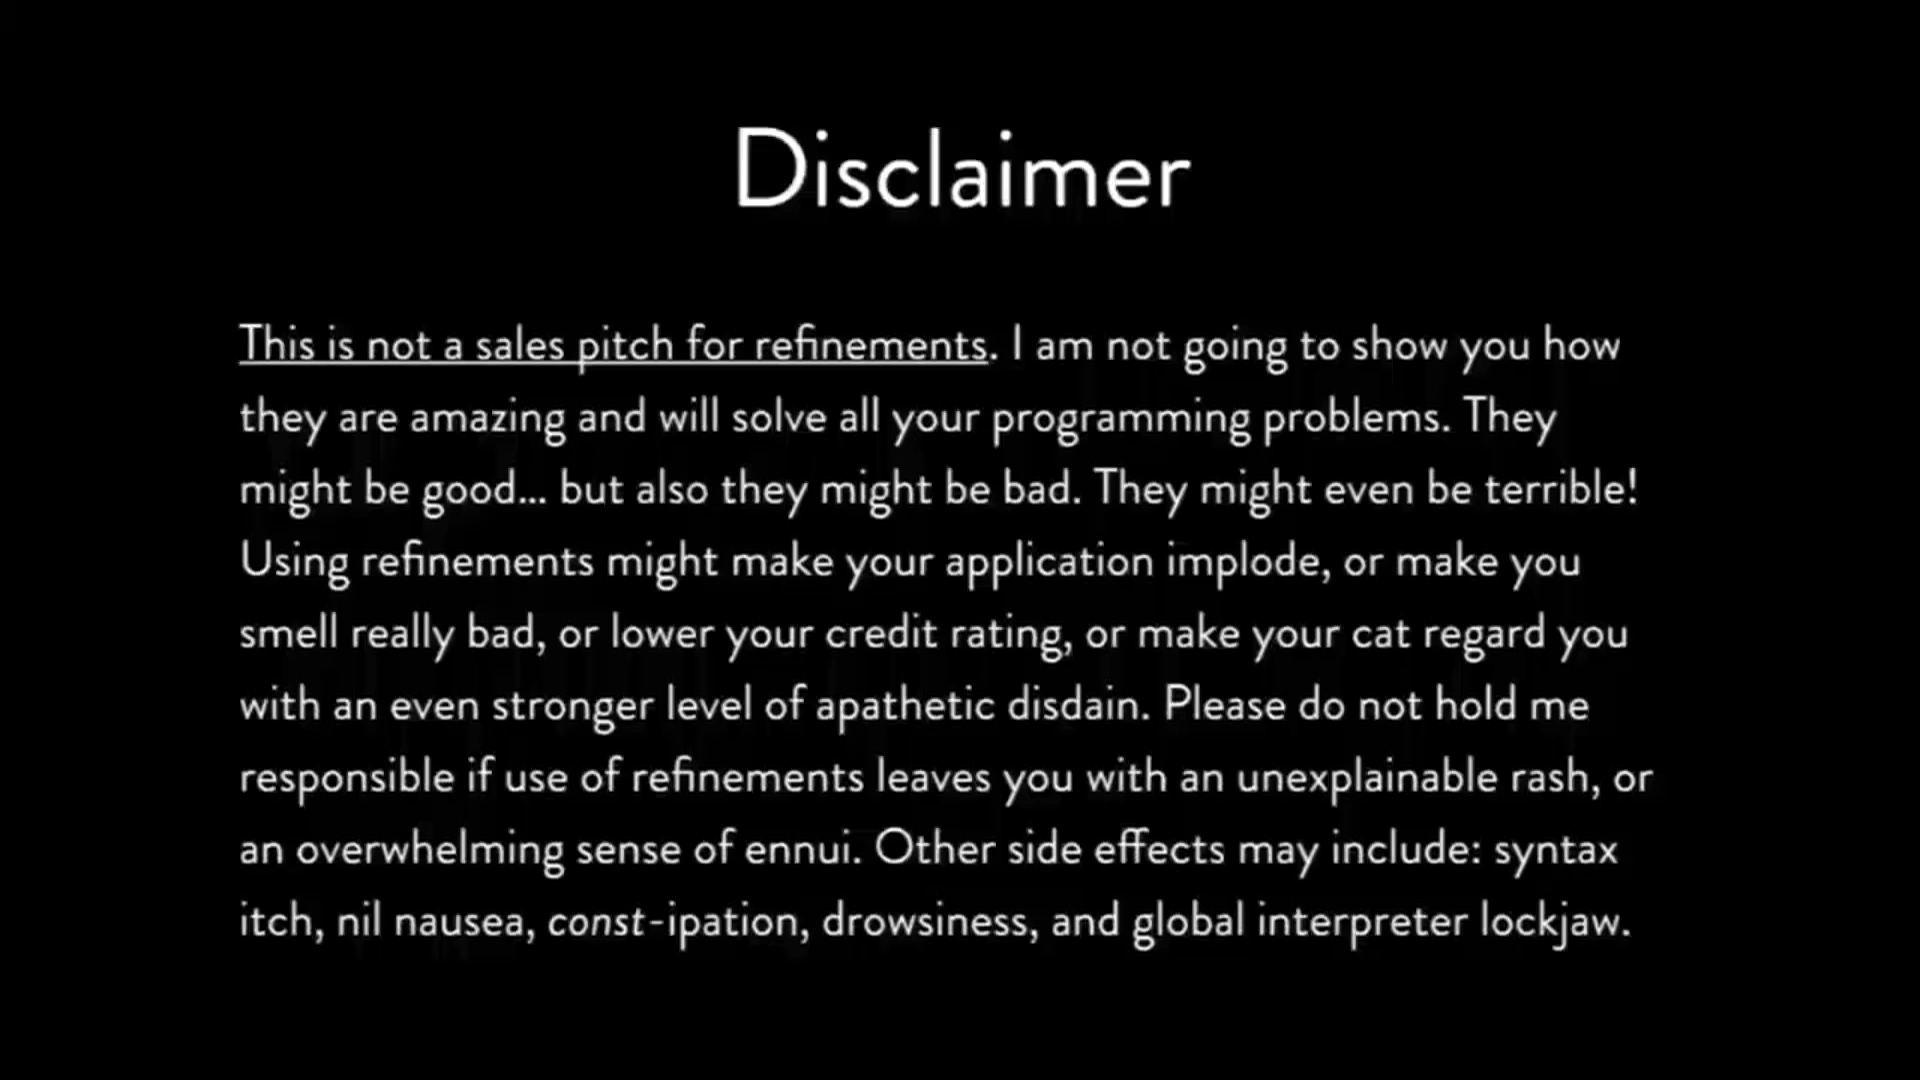 Disclaimer
This is not a sales pitch for refinements. I am not going to show you how
they are amazing and will solve all your programming problems. They
might be good... but also they might be bad. They might even be terrible!
Using refinements might make your application implode, or make you
smell really bad, or lower your credit rating, or make your cat regard you
with an even stronger level of apathetic disdain. Please do not hold me
responsible if use of refinements leaves you with an unexplainable rash, or
an overwhelming sense of ennui. Other side effects may include: syntax
itch, nil nausea, const-ipation, drowsiness, and global interpreter lockjaw.